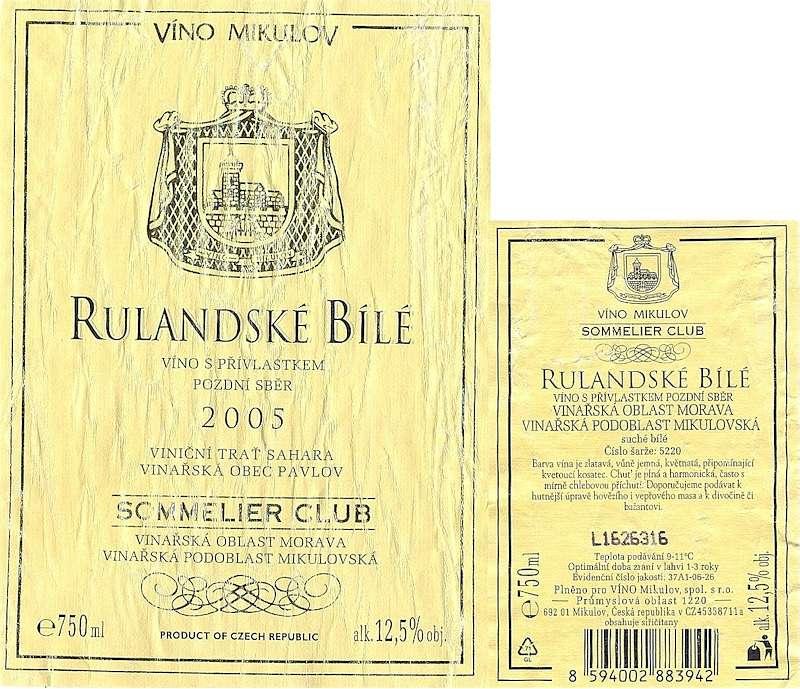 VÍNO MIKULOV
RULANDSKÉ BÍLÉ
VÍNO S PŘÍVLASTKEM
POZDNÍ SBĚR
2005
VINIČNÍ TRAŤ SAHARA
VINAŘSKÁ OBEC PAVLOV
SOMMELIER CLUB
VINAŘSKÁ OBLAST MORAVA
VINAŘSKÁ PODOBLAST MIKULOVSKÁ
e750 ml
PRODUCT OF CZECH REPUBLIC
alk. 12,5% obj.
VÍNO MIKULOV
SOMMELIER CLUB
RULANDSKÉ BÍLÉ
VÍNO S PŘÍVLASTKEM POZDNÍ SBĚR
VINAŘSKÁ OBLAST MORAVA
VINAŘSKÁ PODOBLAST MIKULOVSKÁ
suché bílé
Číslo šarže: 5220
Barva vína je zlatavá, vůně jemná, květnatá, připomínající
kvetoucí kosatec. Chuť je plná a harmonická, často s
mírně chlebovou příchutí. Doporučujeme podávat k
hutnější úpravě hovězího i vepřového masa a k divočině či
bažantovi.
L1626316
Teplota podávání 9-11°C
Optimální doba zrání v lahvi 1-3 roky
Evidenční číslo jakosti: 37A1-06-26
Plněno pro VÍNO Mikulov, spol. s r.o.
Průmyslová oblast 1220
692 01 Mikulov, Česká republika v CZ45358711a
obsahuje siřičitany
e750 ml
alk. 12,5% obj.
71
GL
8 594002 883942